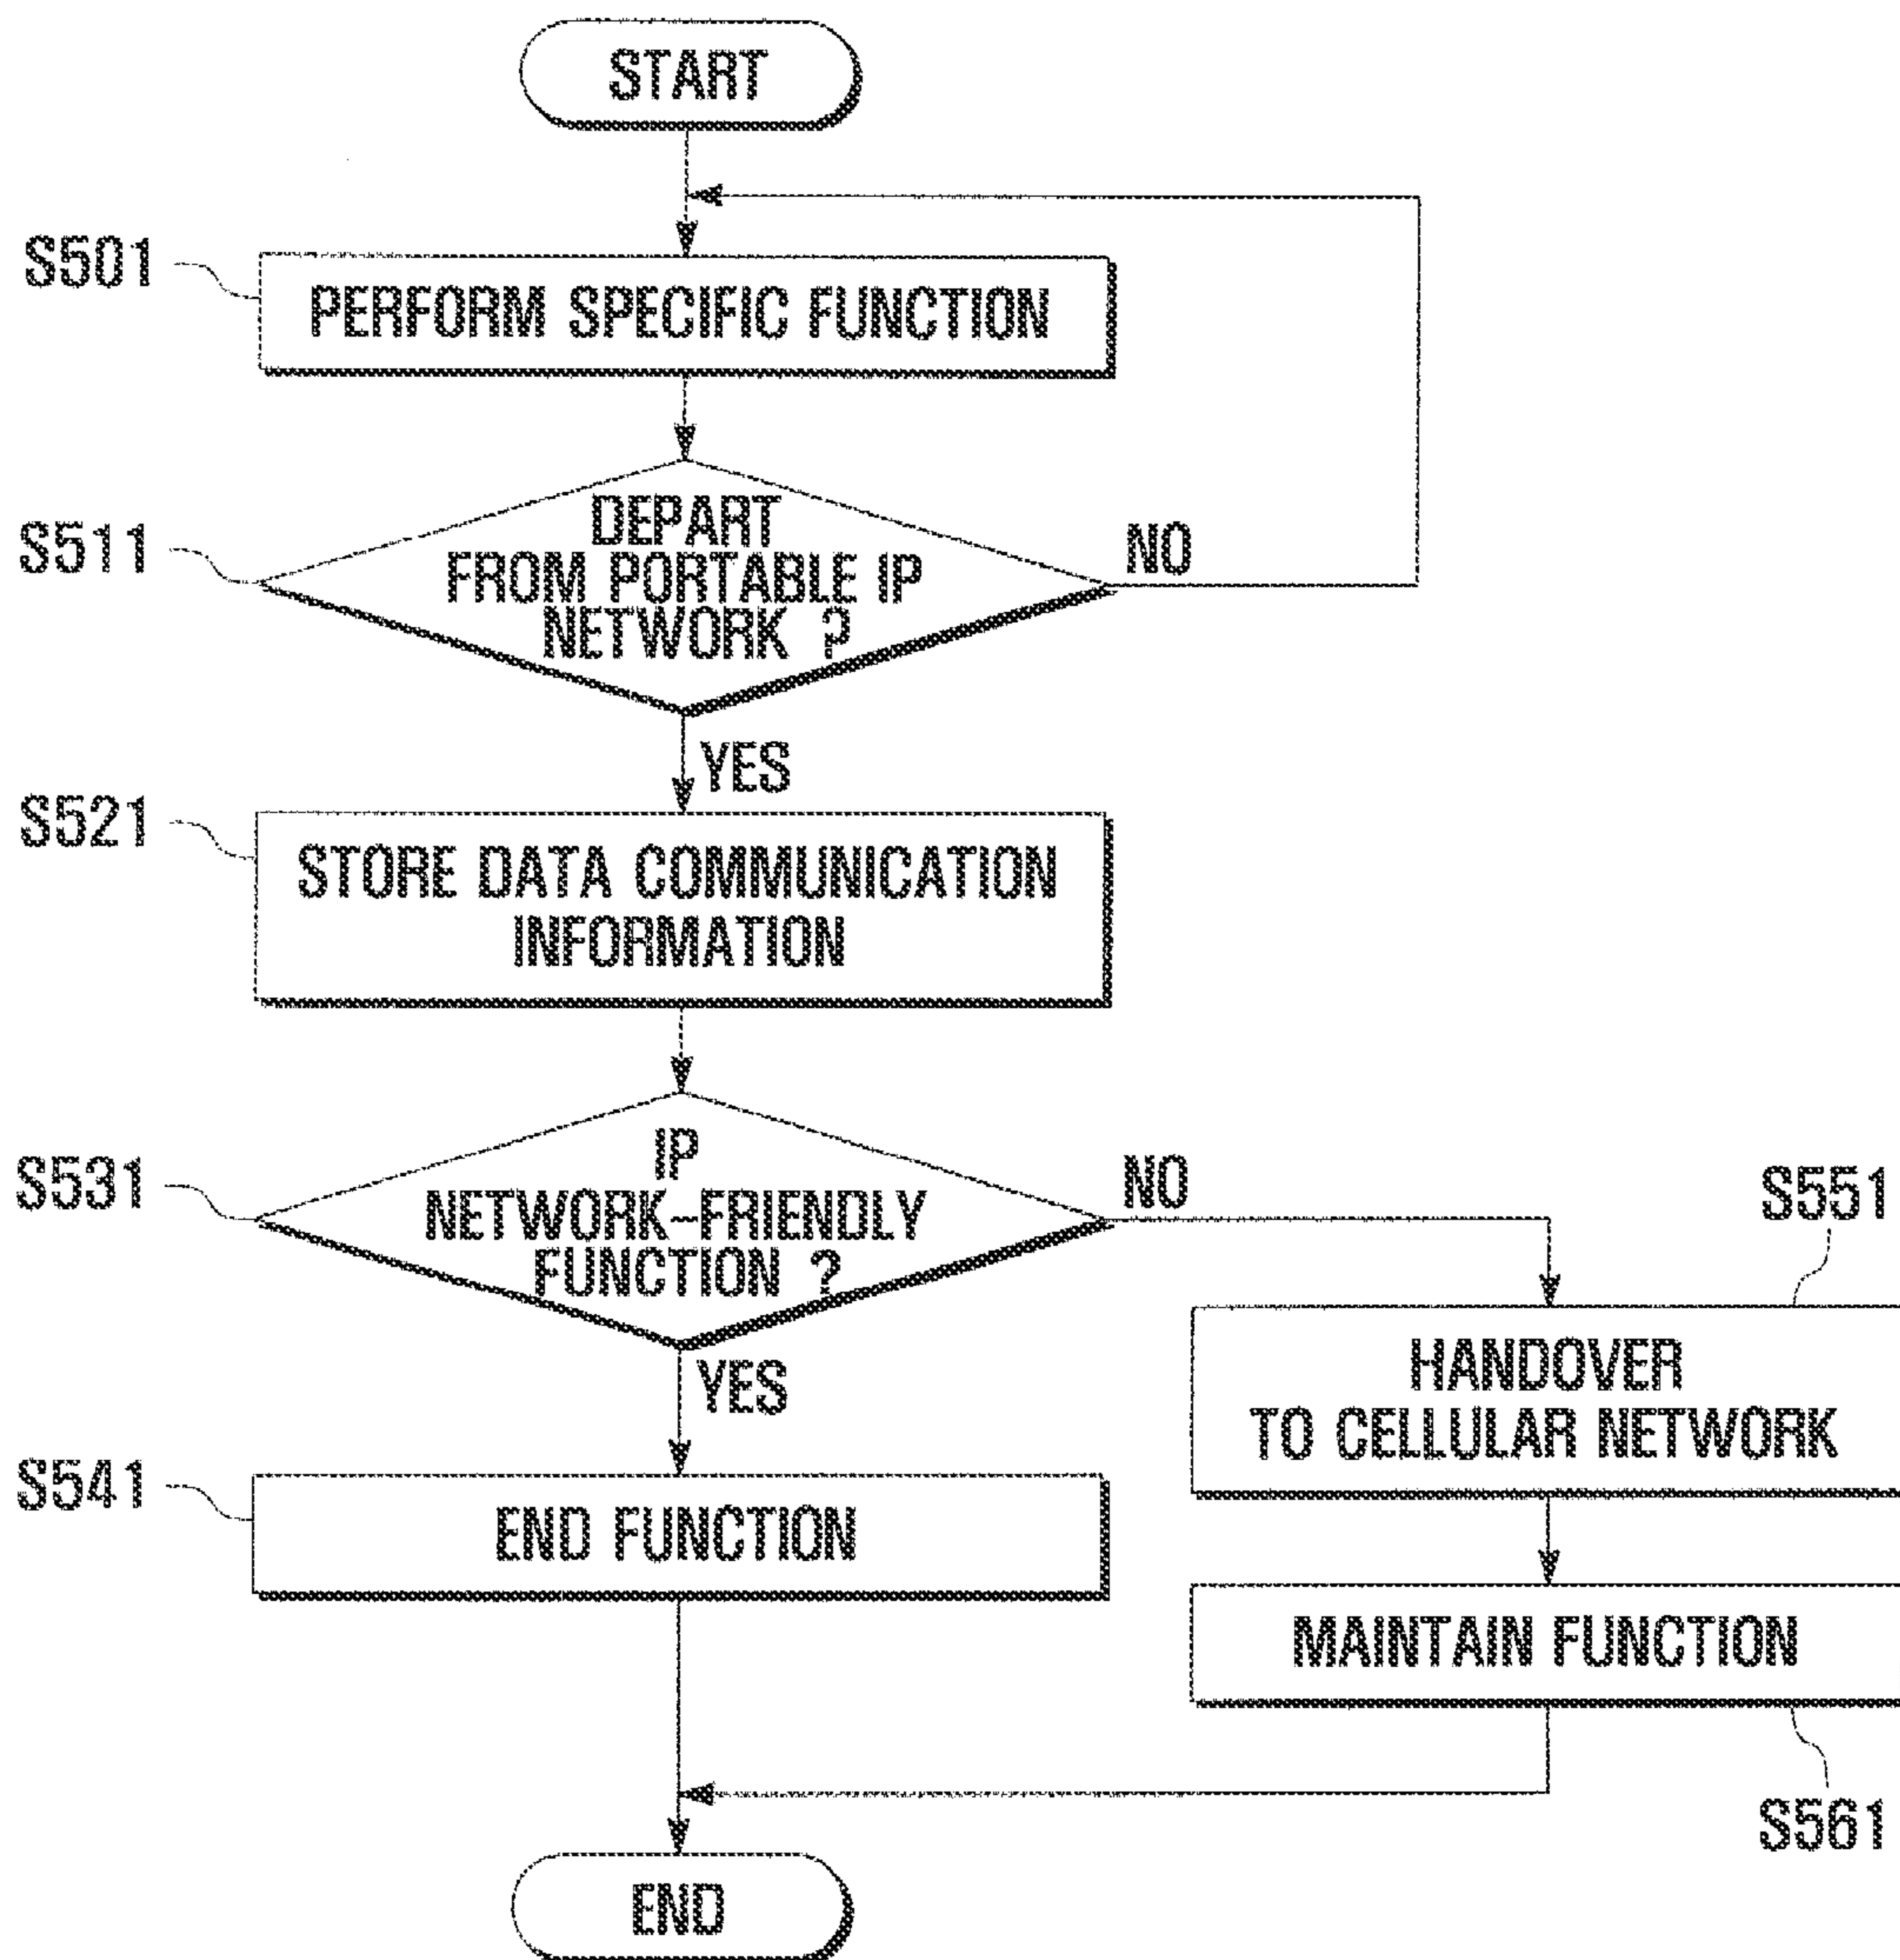 START
S501
PERFORM SPECIFIC FUNCTION
S511
DEPART
FROM PORTABLE IP
NETWORK ?
NO
YES
S521
STORE DATA COMMUNICATION
INFORMATION
S531
IP
NETWORK-FRIENDLY
FUNCTION ?
NO
S551
YES
HANDOVER
TO CELLULAR NETWORK
S541
END FUNCTION
MAINTAIN FUNCTION
S561
END